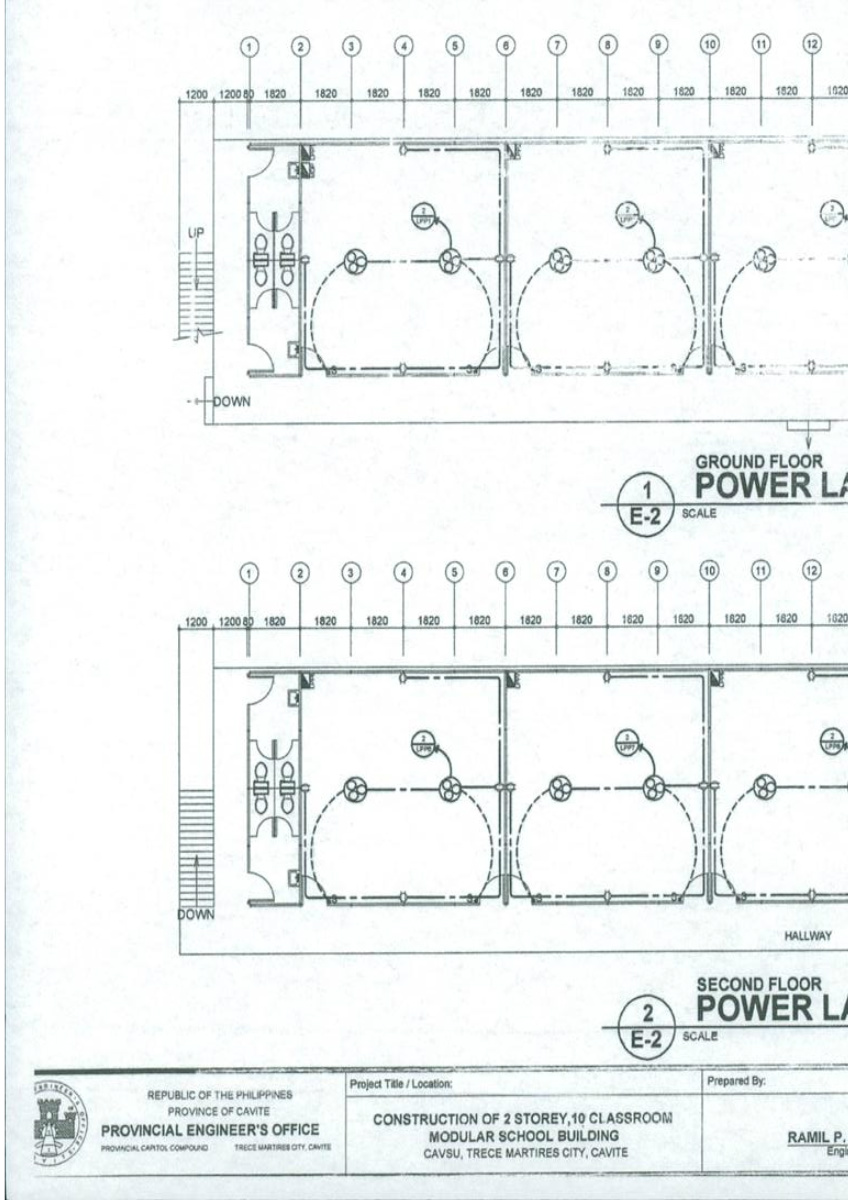 1 2 3 4 5 6 7 8 9 10 11 12
1200 1200 80 1820 1820 1820 1820 1820 1820 1820 1820 1820 1820 1820 1820
UP
2
LPP1
2
2
DOWN
GROUND FLOOR
1
E-2
POWER LA
SCALE
1 2 3 4 5 6 7 8 9 10 11 12
1200 1200 80 1820 1820 1820 1820 1820 1820 1820 1820 1820 1820 1820 1820
2
LPP6
2
LPP7
2
DOWN
HALLWAY
SECOND FLOOR
2
E-2
POWER LA
SCALE
REPUBLIC OF THE PHILIPPINES
PROVINCE OF CAVITE
PROVINCIAL ENGINEER'S OFFICE
PROVINCIAL CAPITOL COMPOUND TRECE MARTIRES CITY, CAVITE
Project Title / Location:
CONSTRUCTION OF 2 STOREY,10 CLASSROOM
MODULAR SCHOOL BUILDING
CAVSU, TRECE MARTIRES CITY, CAVITE
Prepared By:
RAMIL P.
Engi